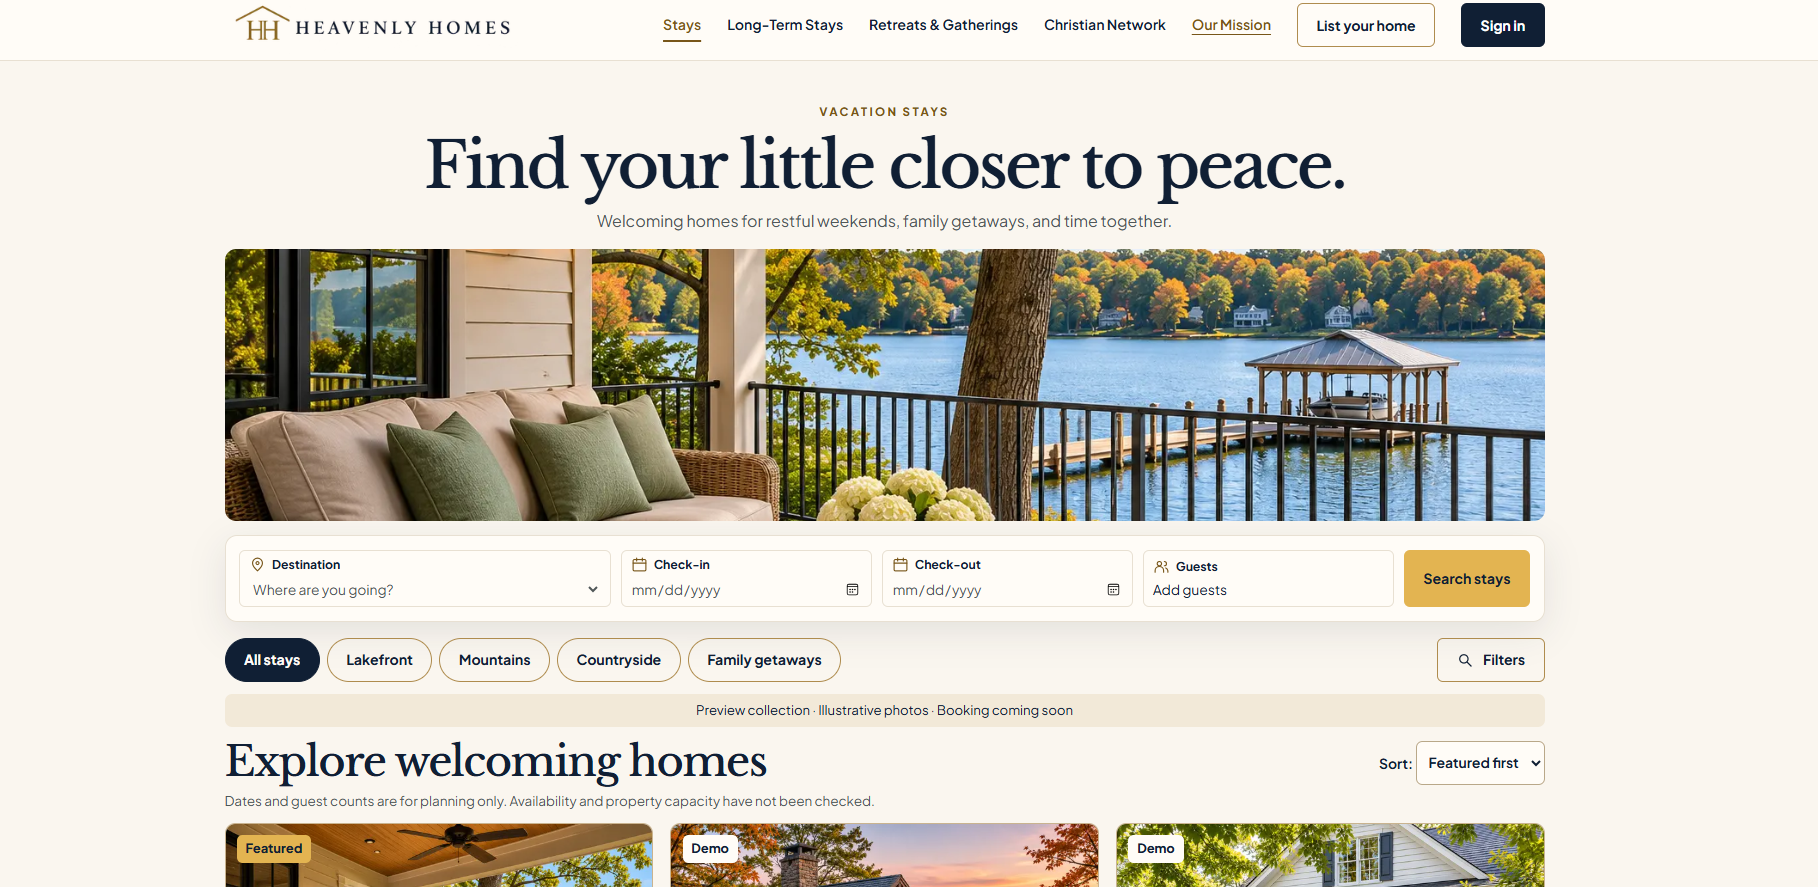 HH HEAVENLY HOMES
Stays
Long-Term Stays
Retreats & Gatherings
Christian Network
Our Mission
List your home
Sign in
VACATION STAYS
Find your little closer to peace.
Welcoming homes for restful weekends, family getaways, and time together.
Destination
Where are you going?
Check-in
mm/dd/yyyy
Check-out
mm/dd/yyyy
Guests
Add guests
Search stays
All stays
Lakefront
Mountains
Countryside
Family getaways
Filters
Preview collection · Illustrative photos · Booking coming soon
Explore welcoming homes
Sort: Featured first
Dates and guest counts are for planning only. Availability and property capacity have not been checked.
Featured
Demo
Demo